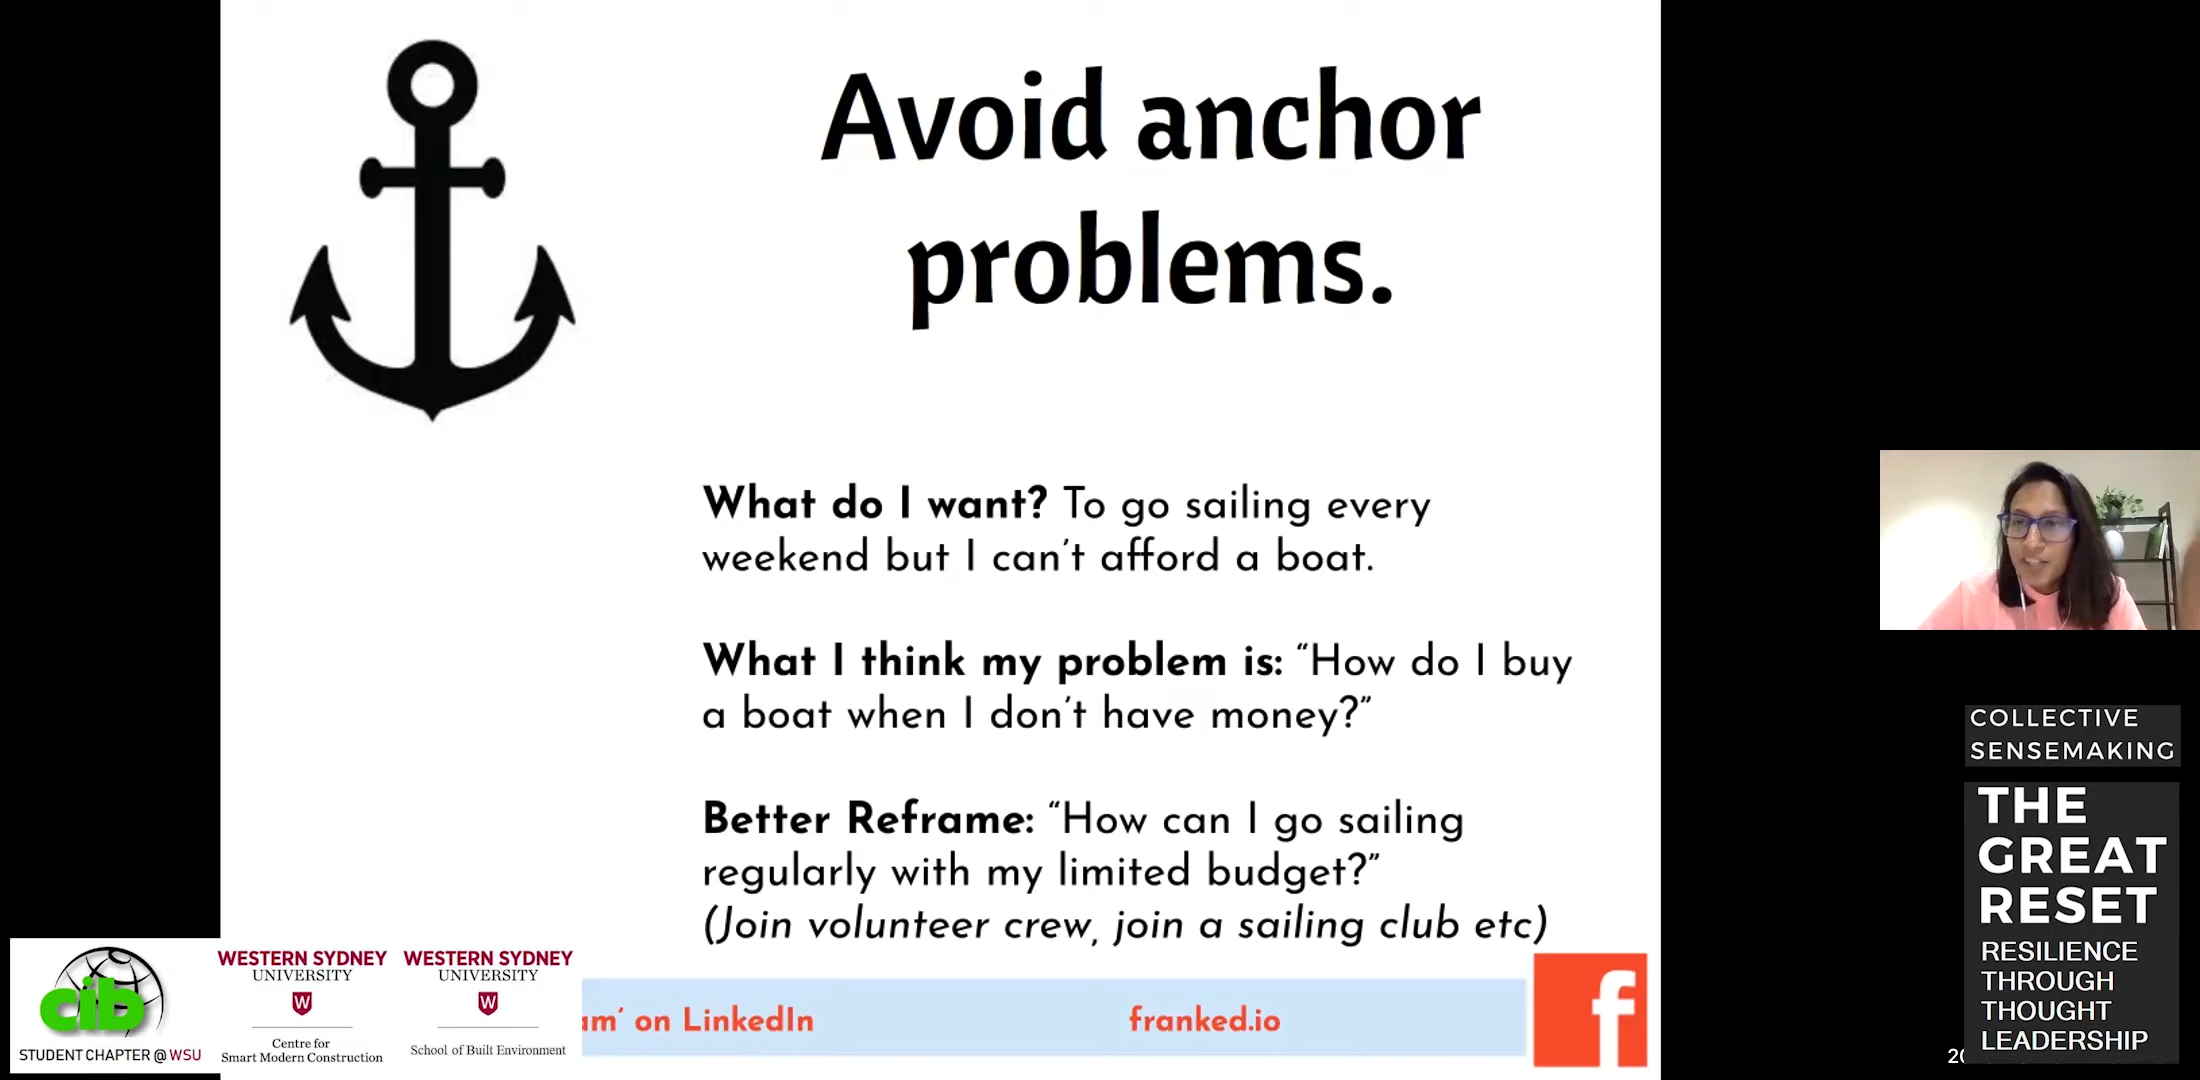 Avoid anchor
problems.
What do I want? To go sailing every
weekend but I can't afford a boat.
What I think my problem is: “How do I buy
a boat when I don't have money?”
Better Reframe: “How can I go sailing
regularly with my limited budget?”
(Join volunteer crew, join a sailing club etc)
am' on LinkedIn
franked.io
f
cib
STUDENT CHAPTER @ WSU
WESTERN SYDNEY
UNIVERSITY
W
Centre for
Smart Modern Construction
WESTERN SYDNEY
UNIVERSITY
W
School of Built Environment
COLLECTIVE
SENSEMAKING
THE
GREAT
RESET
RESILIENCE
THROUGH
THOUGHT
LEADERSHIP